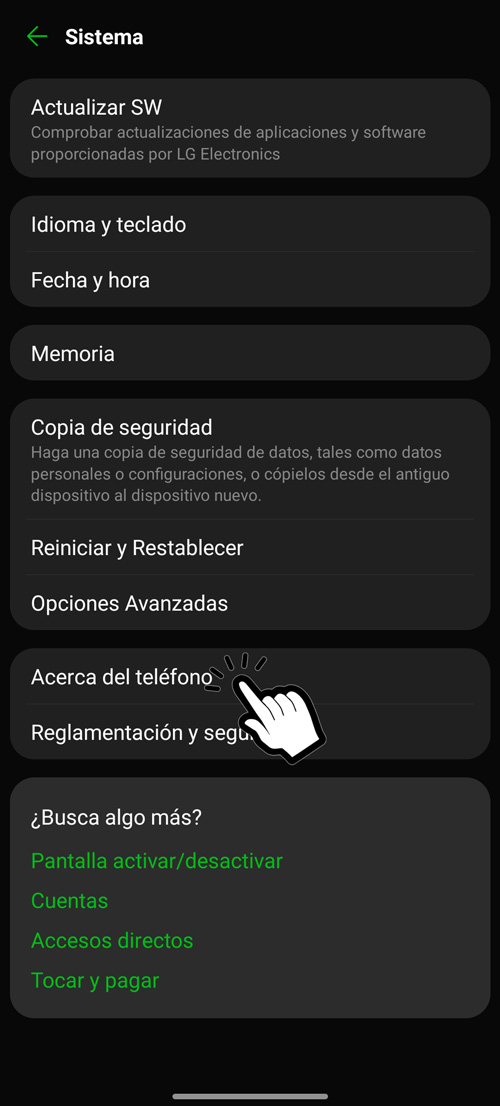 Sistema
Actualizar SW
Comprobar actualizaciones de aplicaciones y software
proporcionadas por LG Electronics
Idioma y teclado
Fecha y hora
Memoria
Copia de seguridad
Haga una copia de seguridad de datos, tales como datos
personales o configuraciones, o cópielos desde el antiguo
dispositivo al dispositivo nuevo.
Reiniciar y Restablecer
Opciones Avanzadas
Acerca del teléfono
Reglamentación y
¿Busca algo más?
Pantalla activar/desactivar
Cuentas
Accesos directos
Tocar y pagar